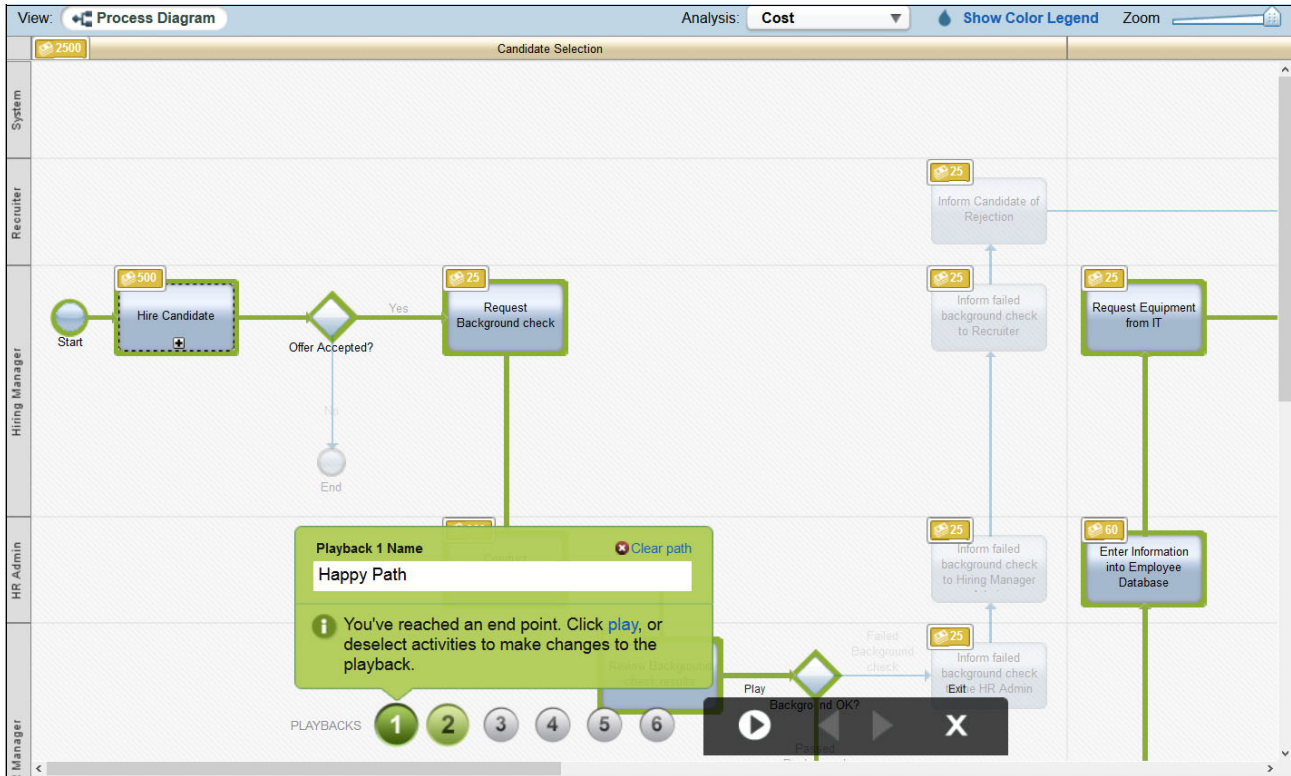 View: Process Diagram Analysis: Cost Show Color Legend Zoom
2500 Candidate Selection
System
Recruiter
25
Inform Candidate of
Rejection
Hiring Manager
500
Hire Candidate
Start
Offer Accepted?
Yes
No
End
25
Request
Background check
25
Inform failed
background check
to Recruiter
25
Request Equipment
from IT
HR Admin
Conduct
25
Inform failed
background check
to Hiring Manager
60
Enter Information
into Employee
Database
Playback 1 Name Clear path
Happy Path
You've reached an end point. Click play, or
deselect activities to make changes to the
playback.
Manager
Review Background
check results
Background OK?
Failed
Background
check
25
Inform failed
background check
HR Admin
Passed
PLAYBACKS 1 2 3 4 5 6
Play
Exit
X